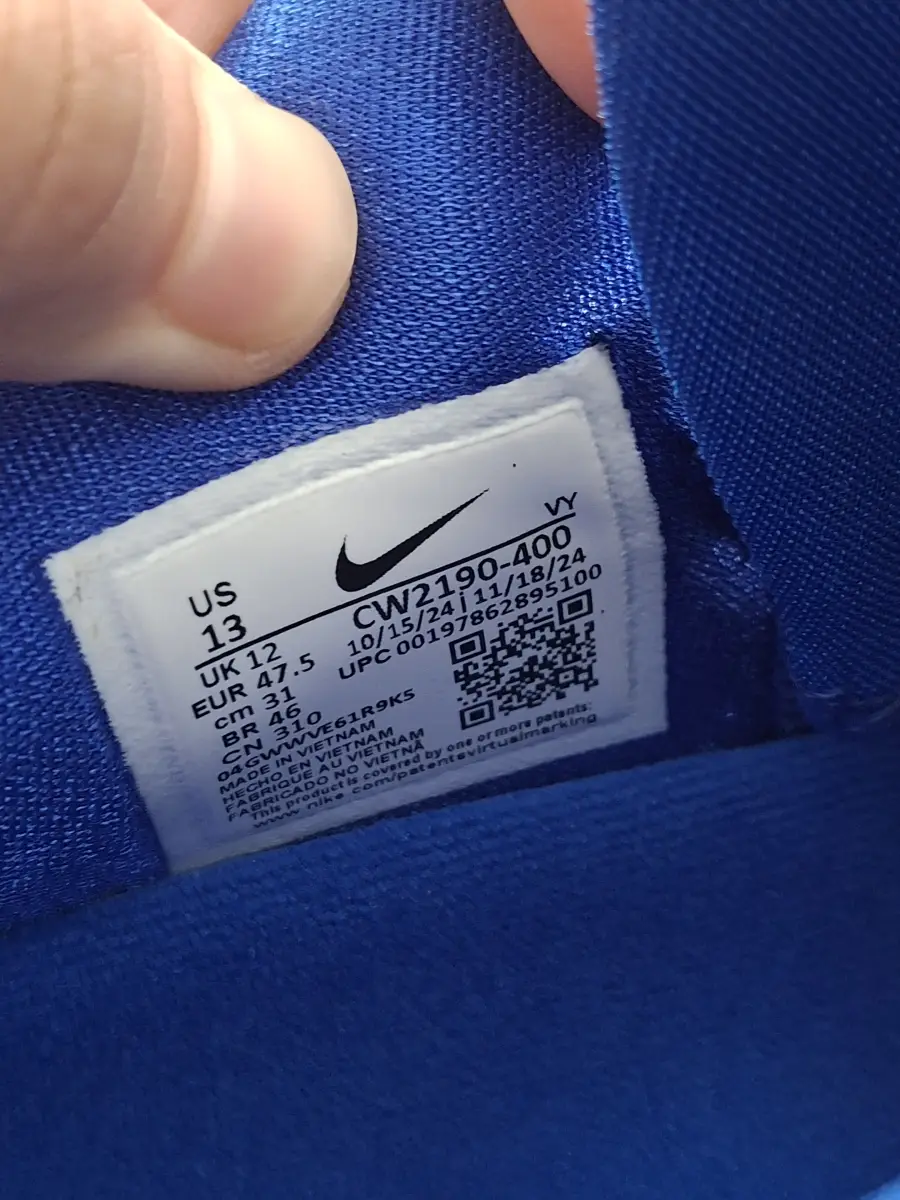 VY
US
13
CW2190-400
UK 12
10/15/24 | 11/18/24
EUR 47.5
UPC 00197862895100
cm 31
BR 46
CN 310
04GWWVE61R9K5
MADE IN VIETNAM
HECHO EN VIETNAM
FABRIQUE AU VIETNAM
FABRICADO NO VIETNÃ
This product is covered by one or more patents:
www.nike.com/patentsvirtualmarking